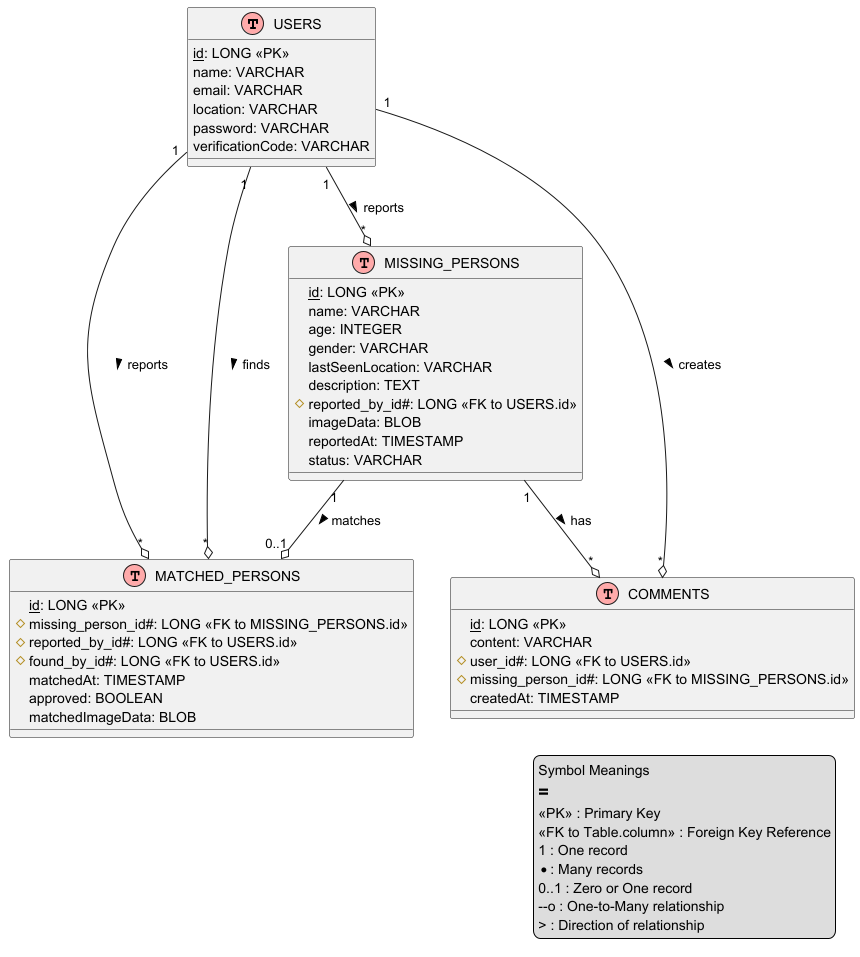 T USERS
id: LONG «PK»
name: VARCHAR
email: VARCHAR
location: VARCHAR
password: VARCHAR
verificationCode: VARCHAR
1
1
1
1
reports
*
T MISSING_PERSONS
id: LONG «PK»
name: VARCHAR
age: INTEGER
gender: VARCHAR
lastSeenLocation: VARCHAR
description: TEXT
reported_by_id#: LONG «FK to USERS.id»
imageData: BLOB
reportedAt: TIMESTAMP
status: VARCHAR
reports
finds
creates
1
1
matches
has
*
*
0..1
*
*
T MATCHED_PERSONS
id: LONG «PK»
missing_person_id#: LONG «FK to MISSING_PERSONS.id»
reported_by_id#: LONG «FK to USERS.id»
found_by_id#: LONG «FK to USERS.id»
matchedAt: TIMESTAMP
approved: BOOLEAN
matchedImageData: BLOB
T COMMENTS
id: LONG «PK»
content: VARCHAR
user_id#: LONG «FK to USERS.id»
missing_person_id#: LONG «FK to MISSING_PERSONS.id»
createdAt: TIMESTAMP
Symbol Meanings
=
«PK» : Primary Key
«FK to Table.column» : Foreign Key Reference
1 : One record
• : Many records
0..1 : Zero or One record
--o : One-to-Many relationship
> : Direction of relationship